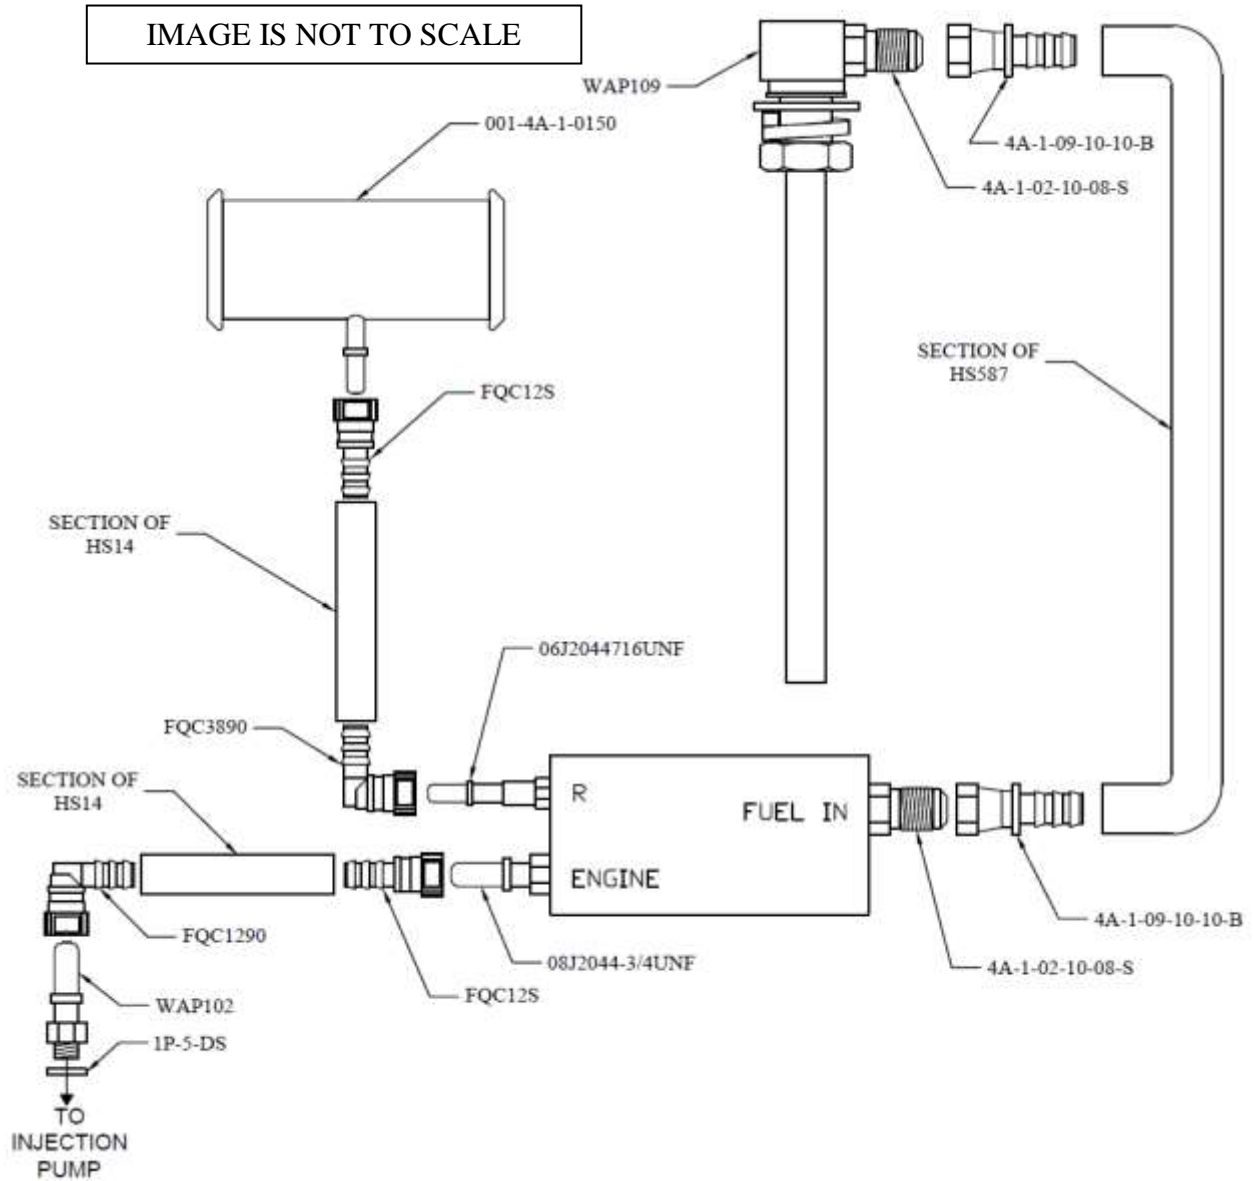 IMAGE IS NOT TO SCALE
WAP109
001-4A-1-0150
4A-1-09-10-10-B
4A-1-02-10-08-S
SECTION OF
HS587
FQC12S
SECTION OF
HS14
06J2044716UNF
FQC3890
SECTION OF
HS14
R
FUEL IN
ENGINE
4A-1-09-10-10-B
FQC1290
08J2044-3/4UNF
4A-1-02-10-08-S
FQC12S
WAP102
1P-5-DS
TO
INJECTION
PUMP